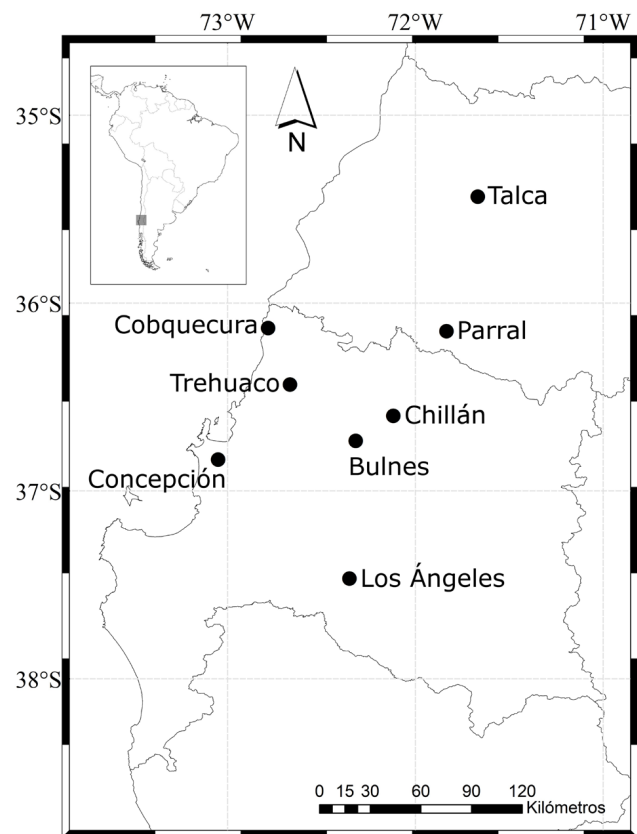 73°W 72°W 71°W
35°S
N
Talca
36°S
Cobquecura
Parral
Trehuaco
Chillán
Bulnes
Concepción
37°S
Los Ángeles
38°S
0 15 30 60 90 120
Kilómetros